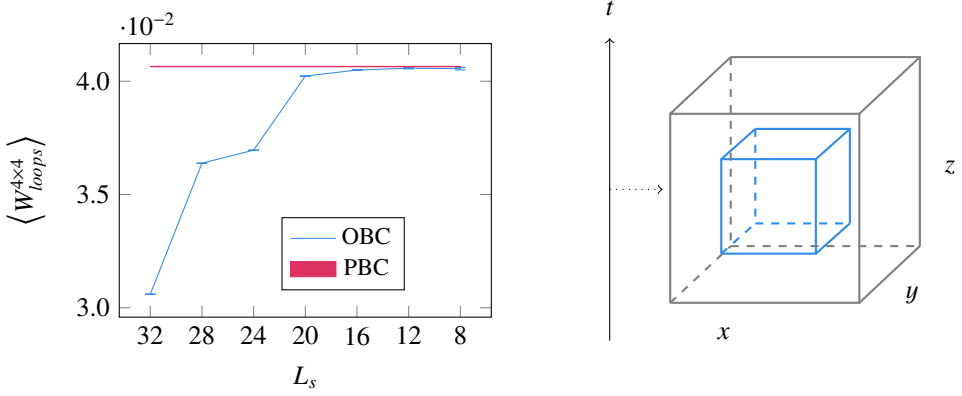 ·10⁻²
4.0
3.5
3.0
⟨W^{4×4}_{loops}⟩
OBC
PBC
32 28 24 20 16 12 8
L_s
t
z
y
x